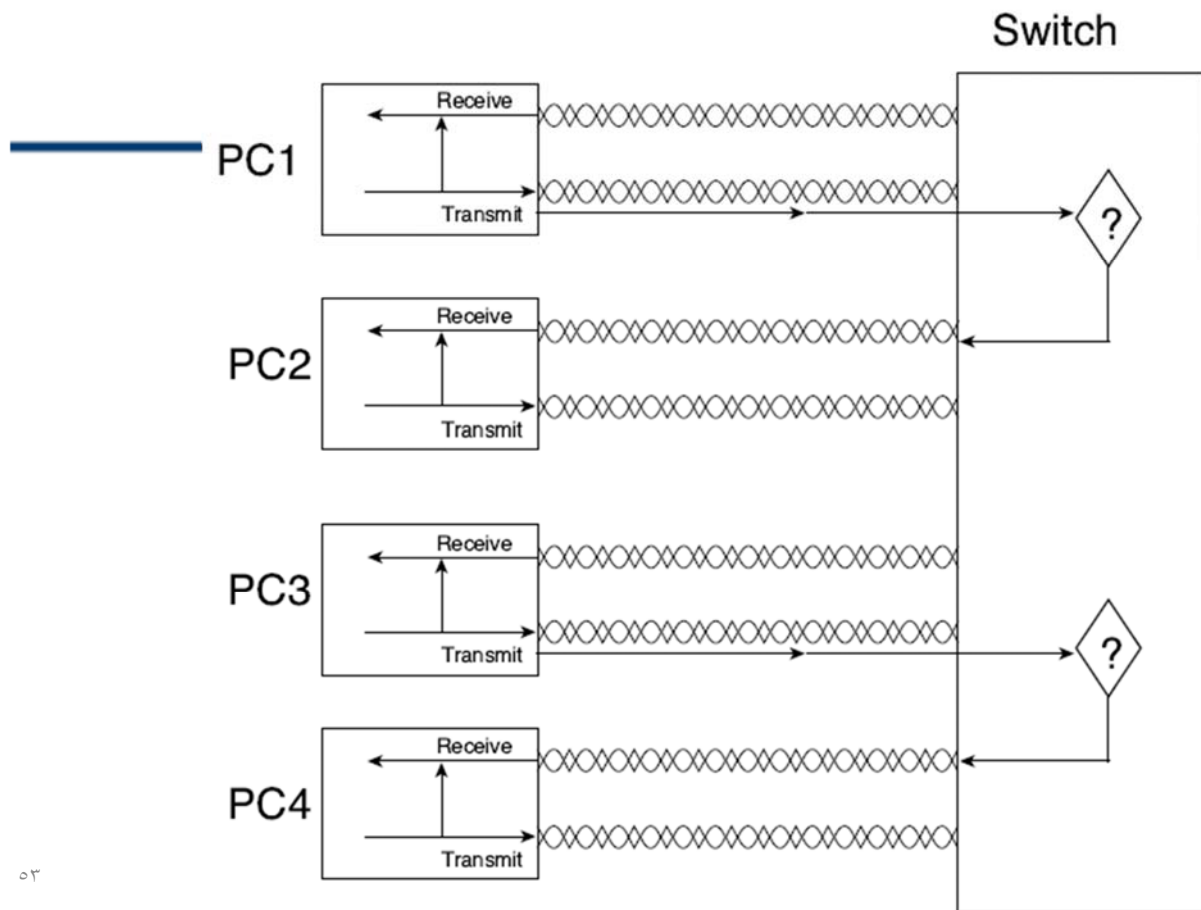 Switch
PC1
Receive
Transmit
?
PC2
Receive
Transmit
PC3
Receive
Transmit
?
PC4
Receive
Transmit
٥٣